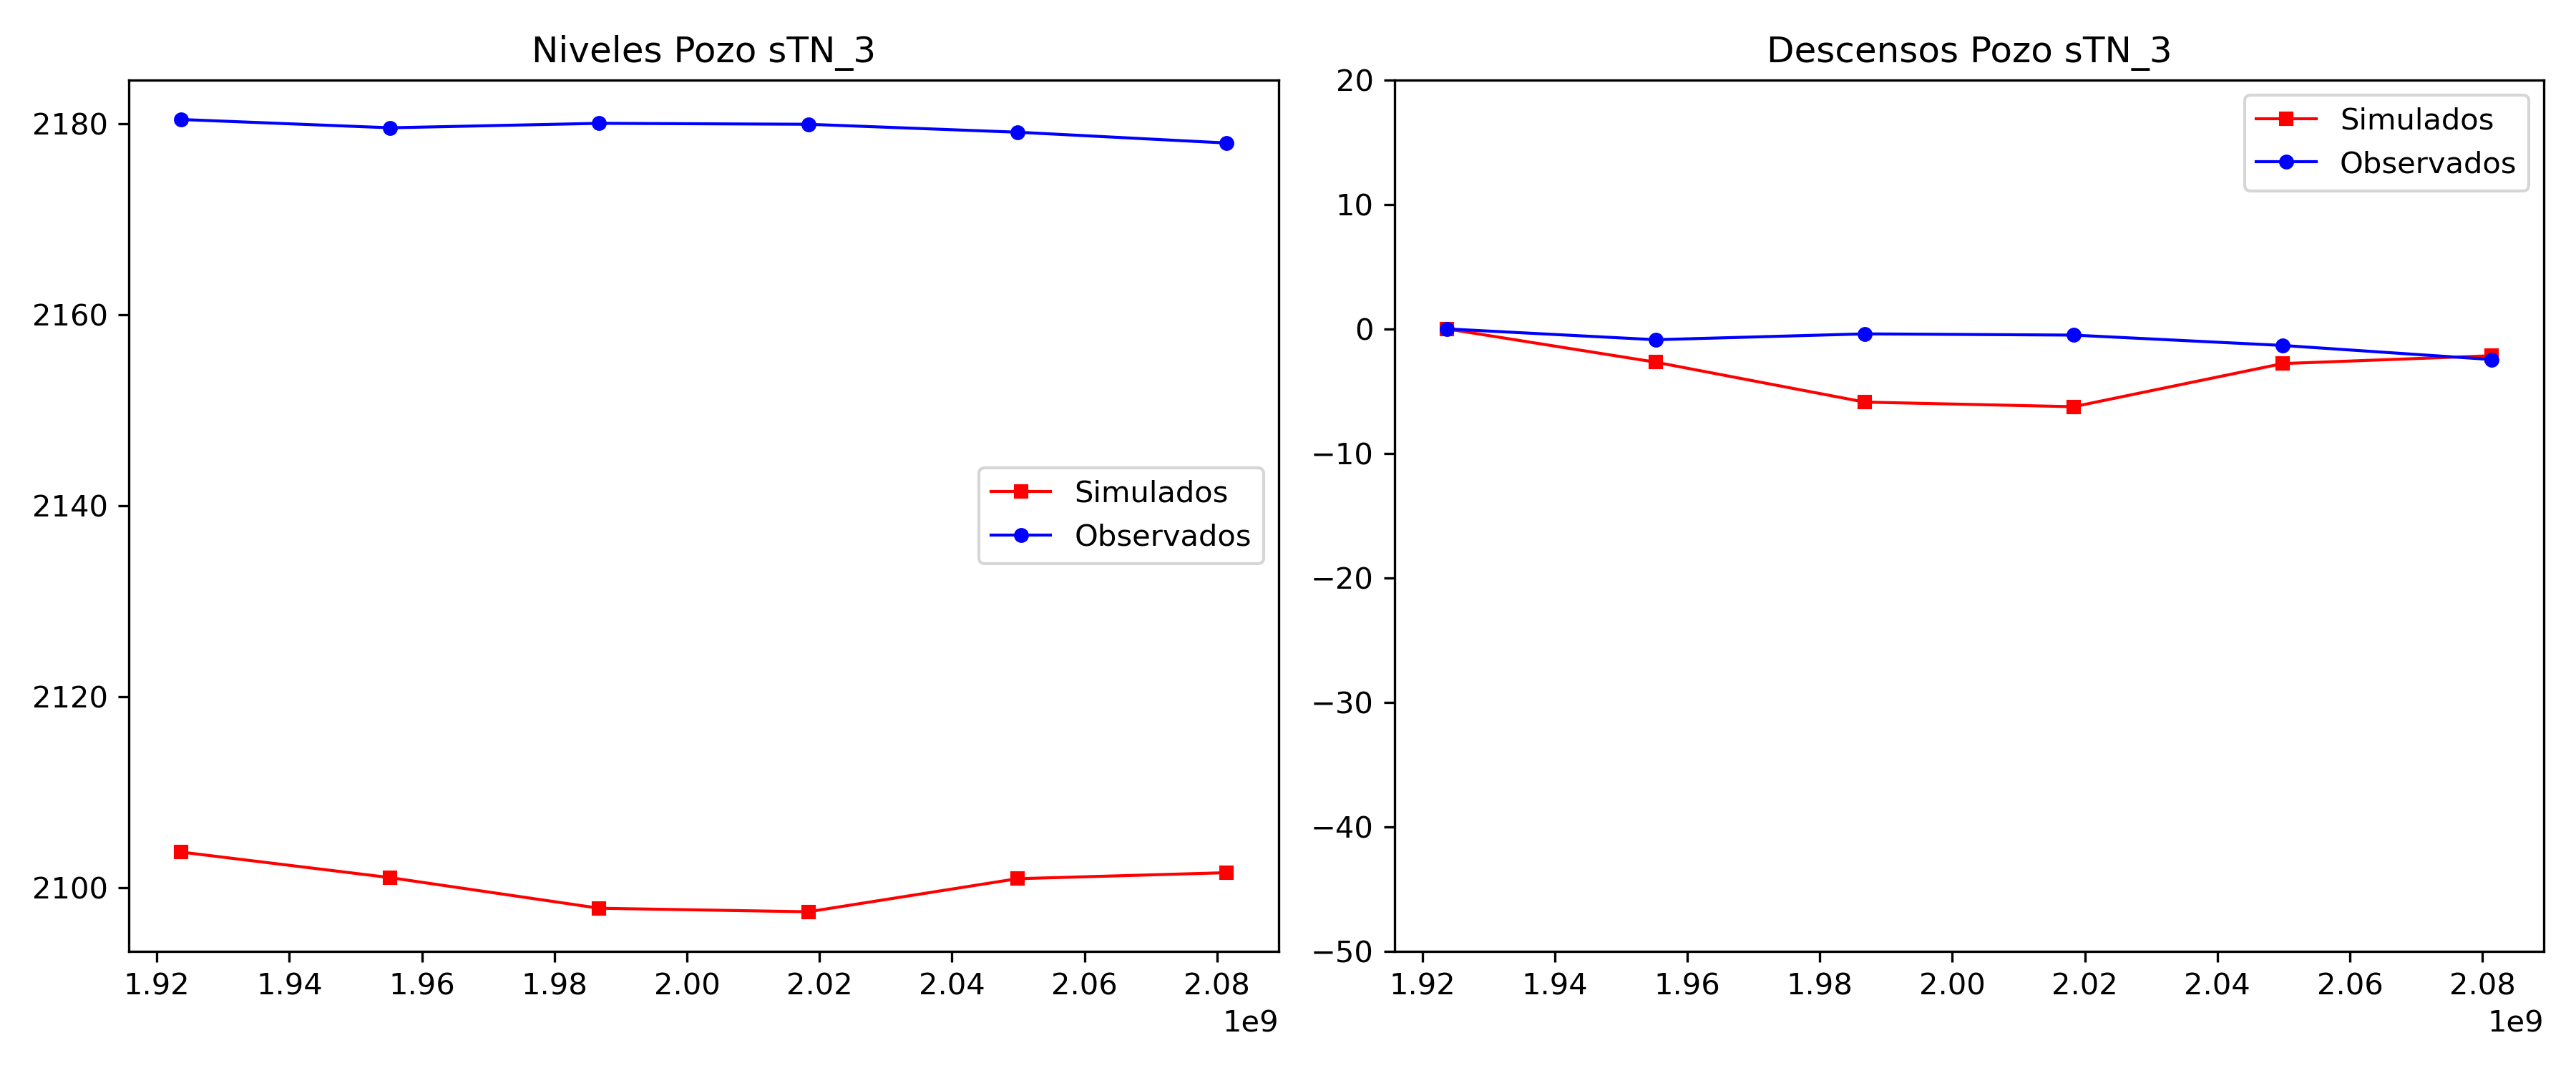 Niveles Pozo sTN_3
2180
2160
2140
2120
2100
Simulados
Observados
1.92 1.94 1.96 1.98 2.00 2.02 2.04 2.06 2.08
1e9
Descensos Pozo sTN_3
20
10
0
−10
−20
−30
−40
−50
Simulados
Observados
1.92 1.94 1.96 1.98 2.00 2.02 2.04 2.06 2.08
1e9